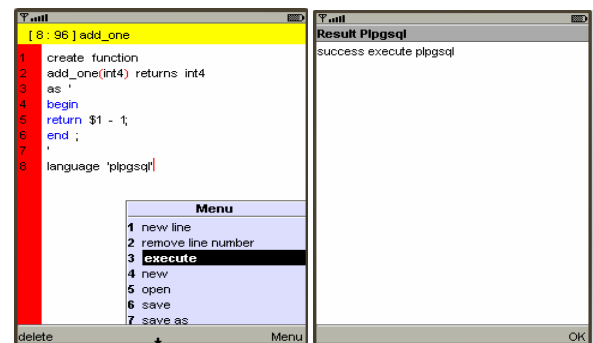 [ 8 : 96 ] add_one
1 create function
2 add_one(int4) returns int4
3 as '
4 begin
5 return $1 - 1;
6 end ;
7 '
8 language 'plpgsql'
Menu
1 new line
2 remove line number
3 execute
4 new
5 open
6 save
7 save as
delete Menu
Result Plpgsql
success execute plpgsql
OK